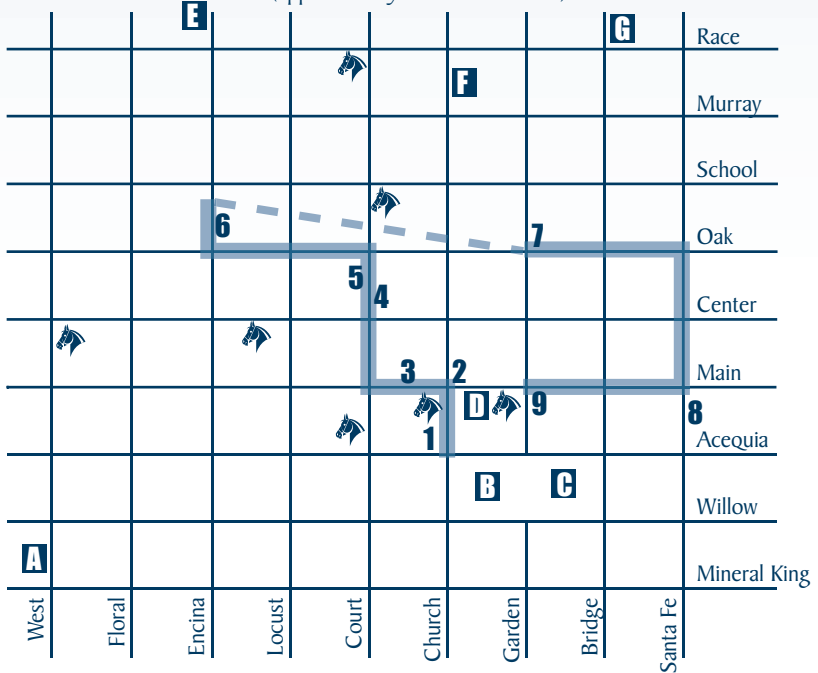 E
G
Race
F
Murray
School
6
7
Oak
5
4
Center
3
2
Main
D
9
8
1
Acequia
B
C
Willow
A
Mineral King
West
Floral
Encina
Locust
Court
Church
Garden
Bridge
Santa Fe